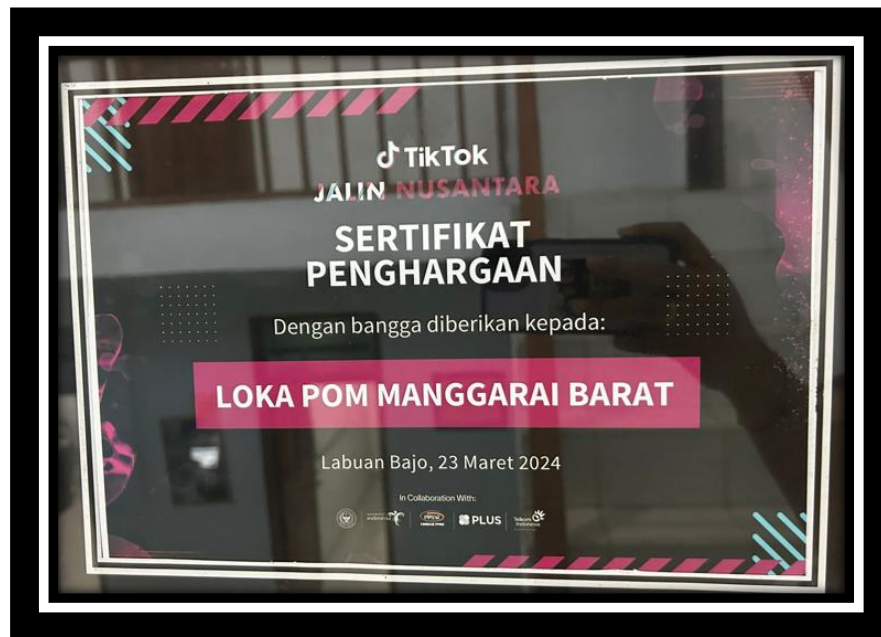 TikTok
JALIN NUSANTARA
SERTIFIKAT
PENGHARGAAN
Dengan bangga diberikan kepada:
LOKA POM MANGGARAI BARAT
Labuan Bajo, 23 Maret 2024
In Collaboration With:
PLUS